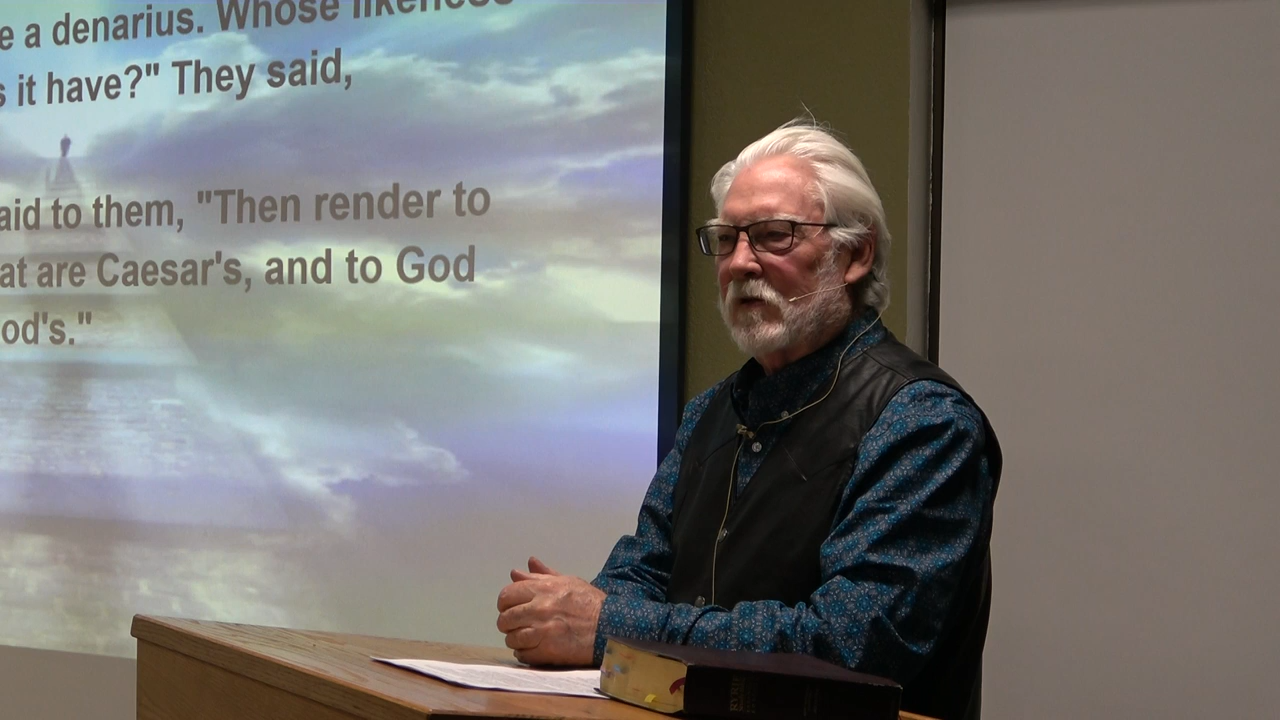 e a denarius. Whose likeness
s it have?" They said,
aid to them, "Then render to
at are Caesar's, and to God
od's."